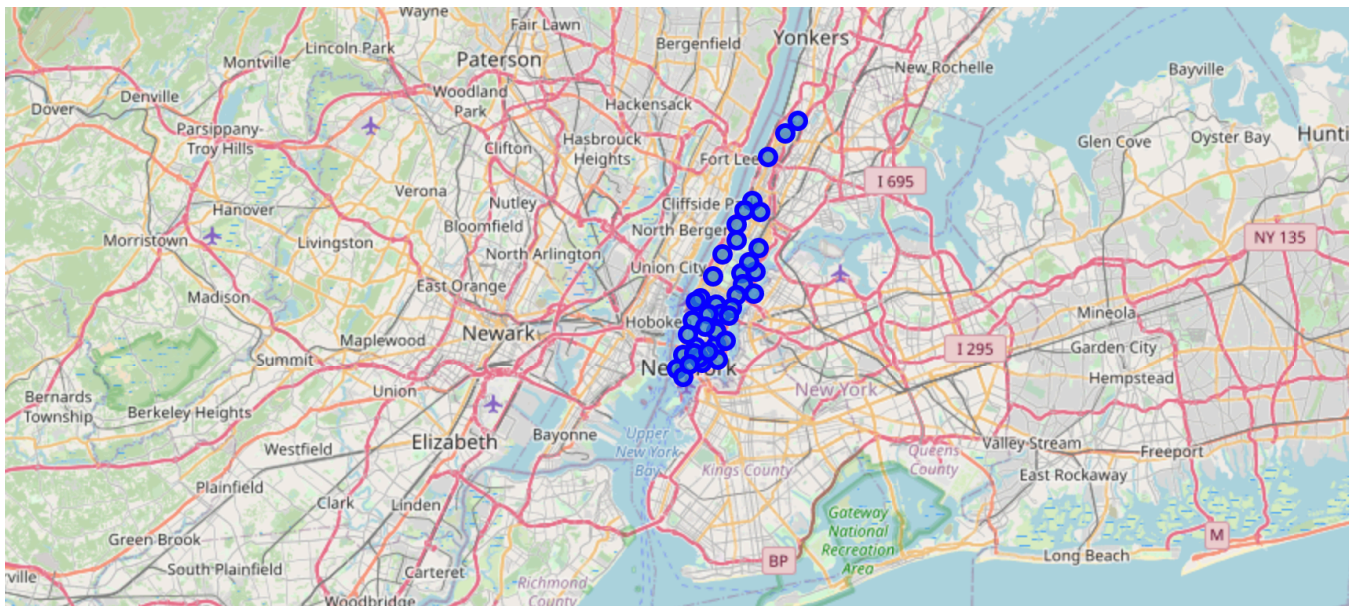 Wayne
Fair Lawn
Yonkers
Lincoln Park
Bergenfield
Montville
Paterson
New Rochelle
Bayville
Denville
Woodland
Park
Hackensack
Dover
Parsippany-
Troy Hills
Clifton
Hasbrouck
Heights
Fort Lee
Glen Cove
Oyster Bay
Hunti
I 695
Verona
Nutley
Cliffside P
Hanover
Bloomfield
North Berge
NY 135
Morristown
Livingston
North Arlington
Union City
Madison
East Orange
Hoboke
Mineola
Newark
Maplewood
I 295
Garden City
Summit
New York
Hempstead
Union
New York
Bernards
Township
Berkeley Heights
Elizabeth
Bayonne
Upper
New York
Bay
Kings County
Queens
County
Valley Stream
Freeport
Westfield
East Rockaway
Plainfield
Clark
Linden
Gateway
National
Recreation
Area
Green Brook
M
Long Beach
BP
South Plainfield
Carteret
ville
Richmond
County
Woodbridge